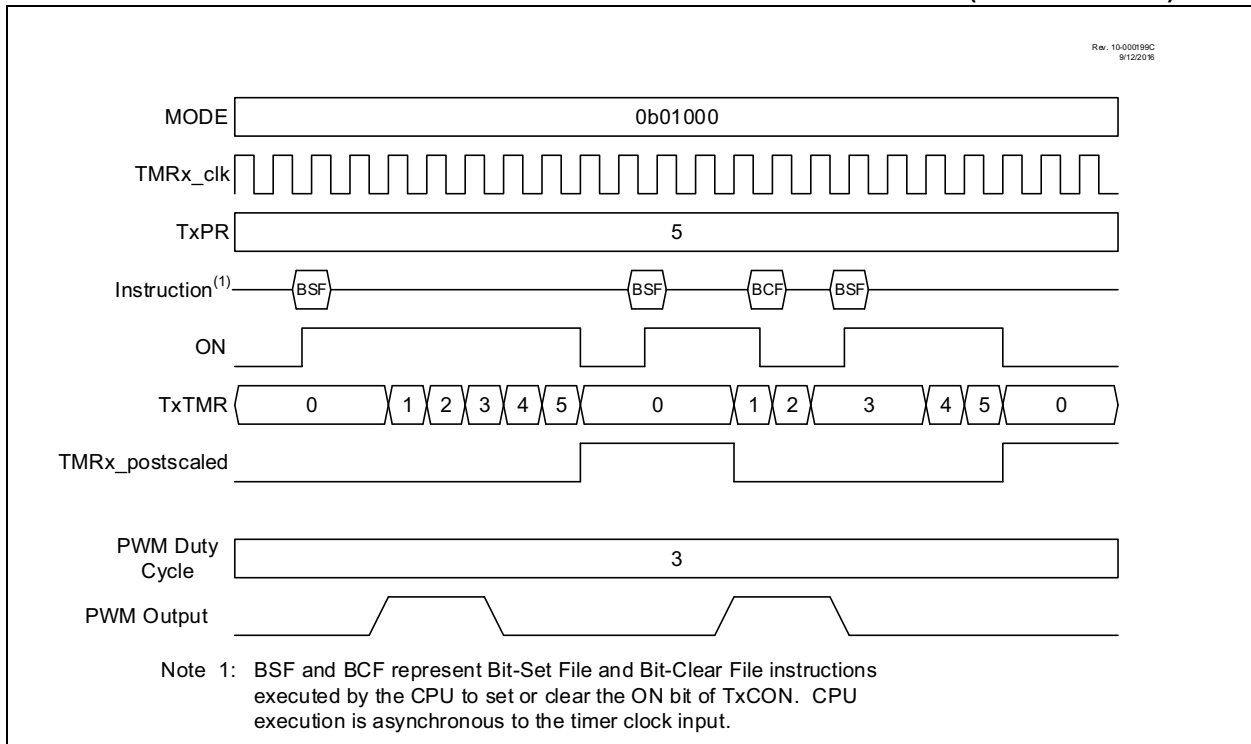 Rev. 10-000199C
9/12/2016
MODE 0b01000
TMRx_clk
TxPR 5
Instruction(1) BSF BSF BCF BSF
ON
TxTMR 0 1 2 3 4 5 0 1 2 3 4 5 0
TMRx_postscaled
PWM Duty
Cycle 3
PWM Output
Note 1: BSF and BCF represent Bit-Set File and Bit-Clear File instructions
executed by the CPU to set or clear the ON bit of TxCON. CPU
execution is asynchronous to the timer clock input.